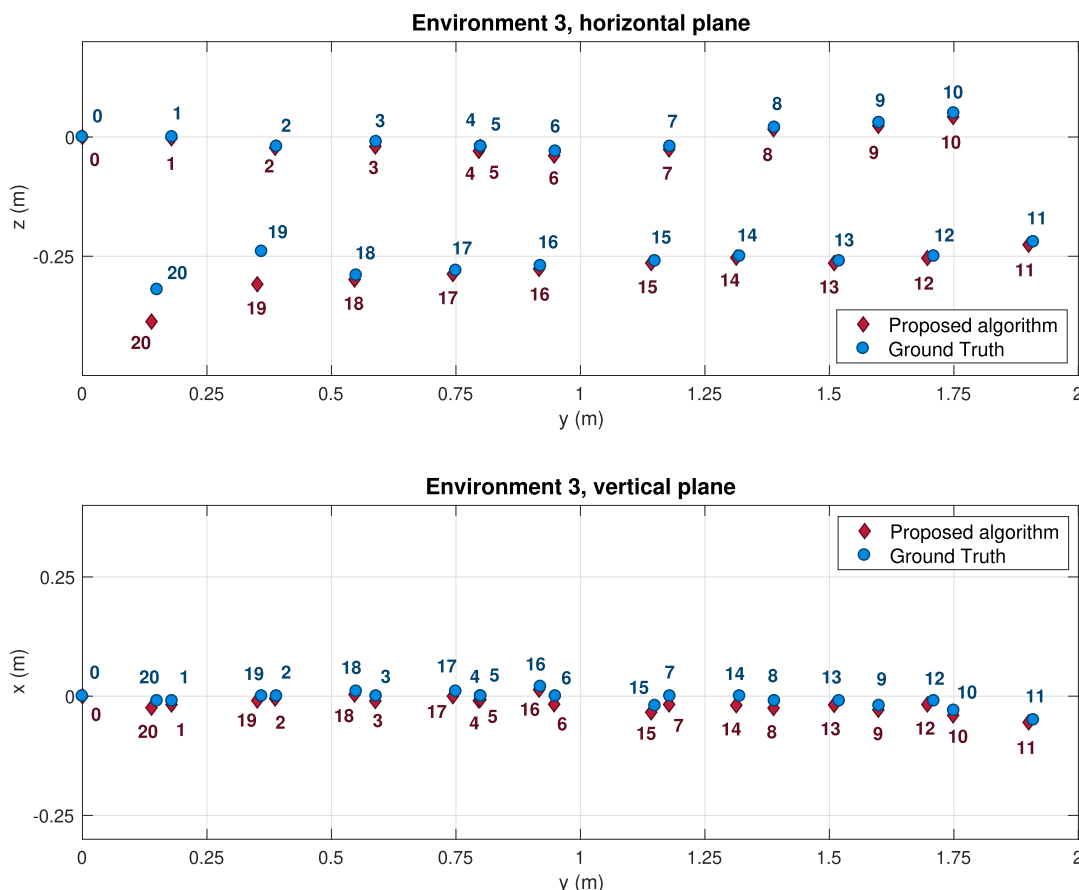 Environment 3, horizontal plane
0 1 2 3 4 5 6 7 8 9 10
0 1 2 3 4 5 6 7 8 9 10
0
z (m)
-0.25
20 19 18 17 16 15 14 13 12 11
20 19 18 17 16 15 14 13 12 11
Proposed algorithm
Ground Truth
0 0.25 0.5 0.75 1 1.25 1.5 1.75 2
y (m)
Environment 3, vertical plane
Proposed algorithm
Ground Truth
0.25
x (m)
0
-0.25
0 20 1 19 2 18 3 17 4 5 16 6 15 7 14 8 13 9 12 10 11
0 20 1 19 2 18 3 17 4 5 16 6 15 7 14 8 13 9 12 10 11
0 0.25 0.5 0.75 1 1.25 1.5 1.75 2
y (m)